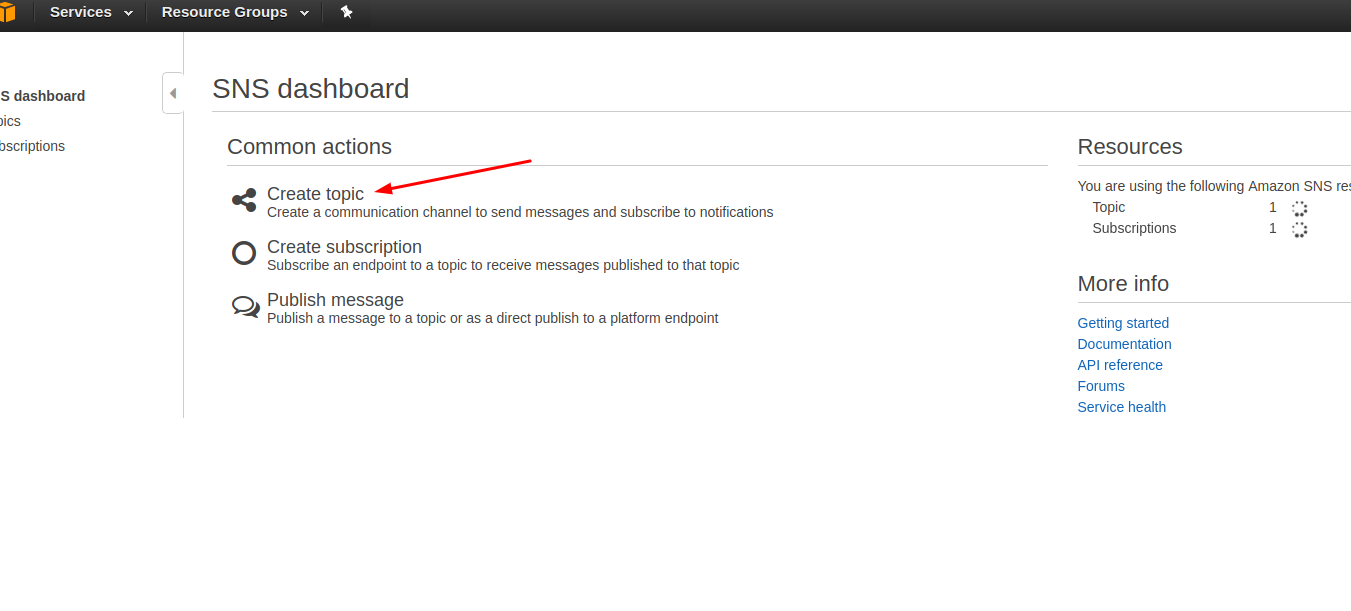 Services
Resource Groups
S dashboard
pics
bscriptions
SNS dashboard
Common actions
Create topic
Create a communication channel to send messages and subscribe to notifications
Create subscription
Subscribe an endpoint to a topic to receive messages published to that topic
Publish message
Publish a message to a topic or as a direct publish to a platform endpoint
Resources
You are using the following Amazon SNS res
Topic 1
Subscriptions 1
More info
Getting started
Documentation
API reference
Forums
Service health